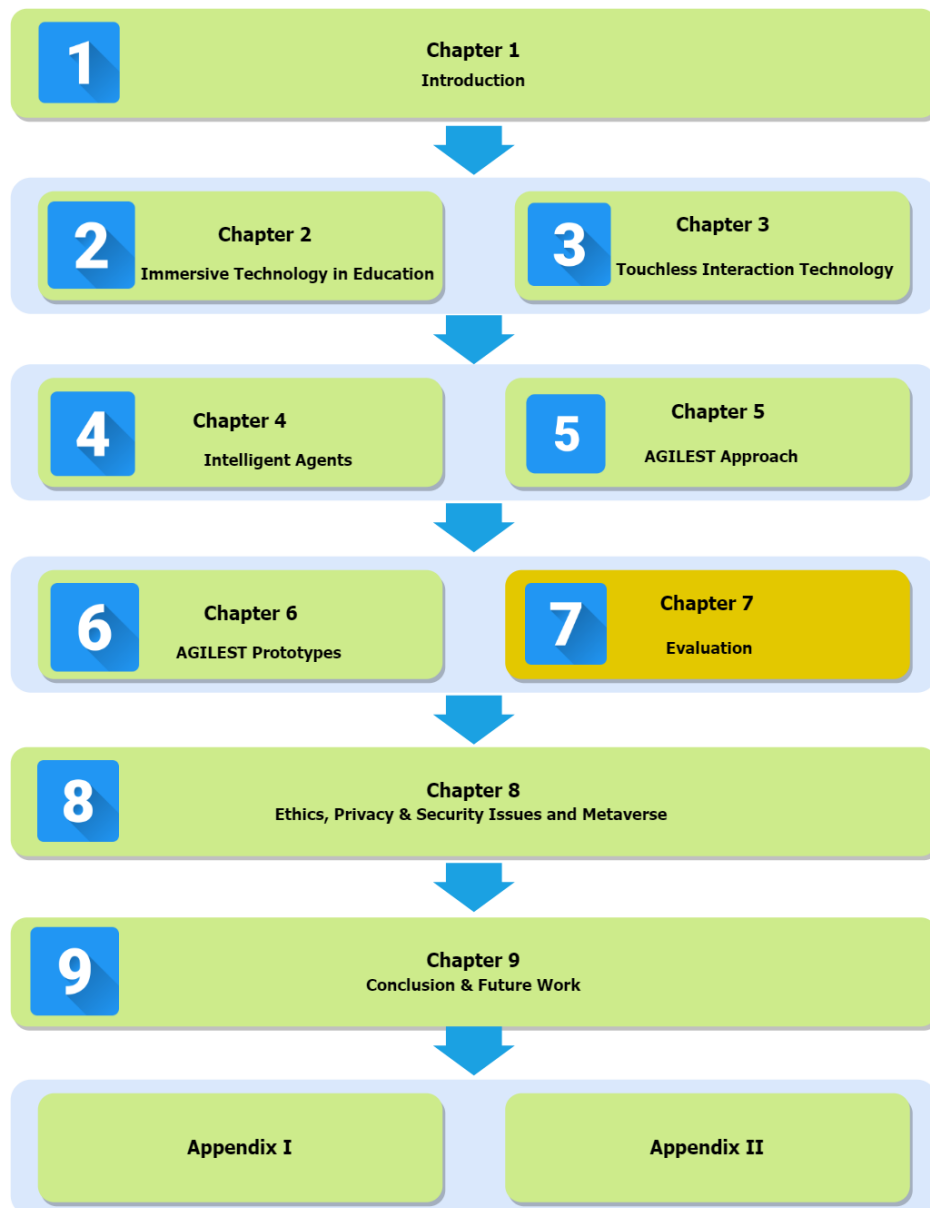 1
Chapter 1
Introduction
2
Chapter 2
Immersive Technology in Education
3
Chapter 3
Touchless Interaction Technology
4
Chapter 4
Intelligent Agents
5
Chapter 5
AGILEST Approach
6
Chapter 6
AGILEST Prototypes
7
Chapter 7
Evaluation
8
Chapter 8
Ethics, Privacy & Security Issues and Metaverse
9
Chapter 9
Conclusion & Future Work
Appendix I
Appendix II